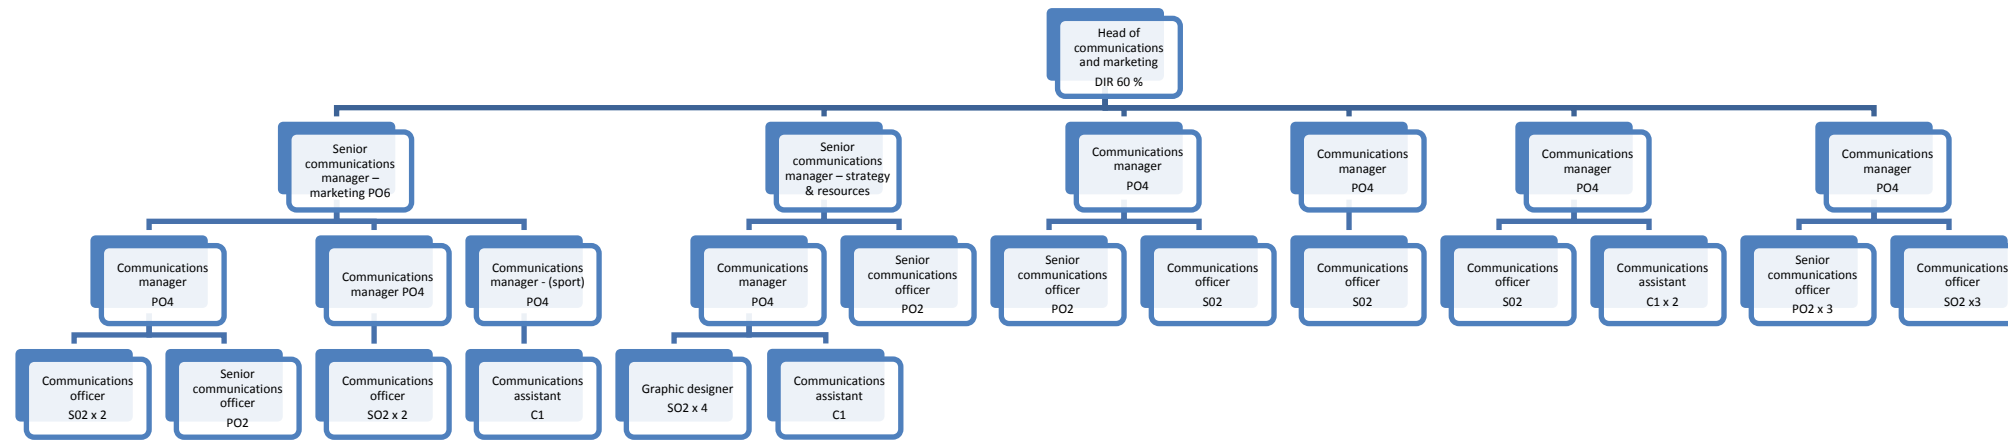 Head of
communications
and marketing
DIR 60 %
Senior
communications
manager –
marketing PO6
Senior
communications
manager – strategy
& resources
Communications
manager
PO4
Communications
manager
PO4
Communications
manager
PO4
Communications
manager
PO4
Communications
manager
PO4
Communications
manager PO4
Communications
manager - (sport)
PO4
Communications
manager
PO4
Senior
communications
officer
PO2
Senior
communications
officer
PO2
Communications
officer
S02
Communications
officer
S02
Communications
officer
S02
Communications
assistant
C1 x 2
Senior
communications
officer
PO2 x 3
Communications
officer
SO2 x3
Communications
officer
S02 x 2
Senior
communications
officer
PO2
Communications
officer
SO2 x 2
Communications
assistant
C1
Graphic designer
SO2 x 4
Communications
assistant
C1